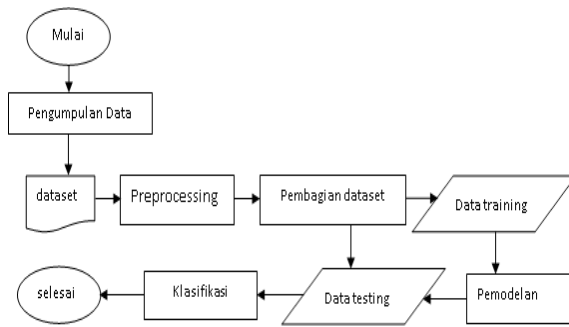 Mulai
Pengumpulan Data
dataset
Preprocessing
Pembagian dataset
Data training
selesai
Klasifikasi
Data testing
Pemodelan